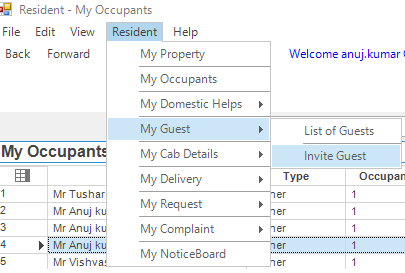 Resident - My Occupants
File Edit View Resident Help
Back Forward Welcome anuj.kumar
My Property
My Occupants
My Domestic Helps
My Guest
My Cab Details
My Delivery
My Request
My Complaint
My NoticeBoard
List of Guests
Invite Guest
My Occupants
Type Occupan
1 Mr Tushar ner 1
2 Mr Anuj ku ner 1
3 Mr Anuj ku ner 1
4 Mr Anuj ku ner 1
5 Mr Vishyas ner 1